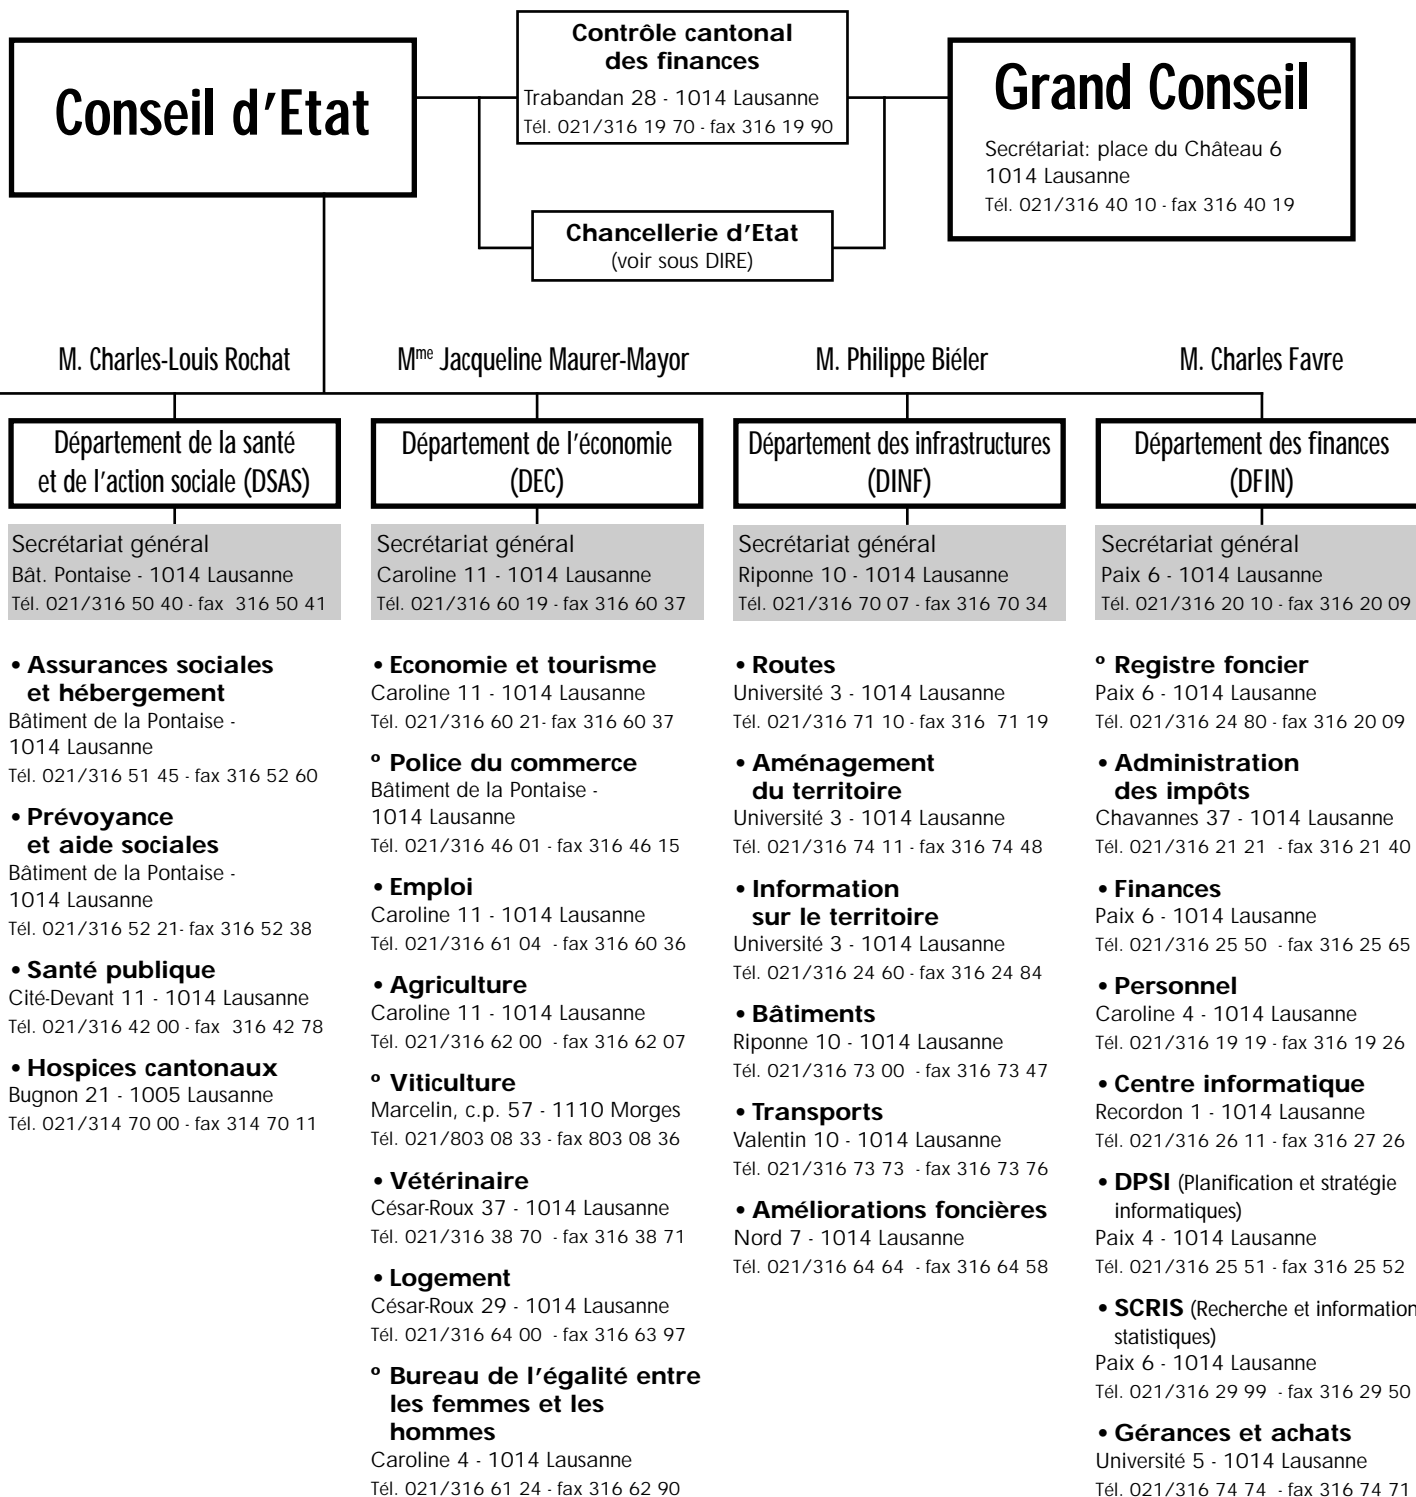 Conseil d'Etat
Contrôle cantonal
des finances
Trabandan 28 - 1014 Lausanne
Tél. 021/316 19 70 - fax 316 19 90
Grand Conseil
Secrétariat: place du Château 6
1014 Lausanne
Tél. 021/316 40 10 - fax 316 40 19
Chancellerie d'Etat
(voir sous DIRE)
M. Charles-Louis Rochat
Mme Jacqueline Maurer-Mayor
M. Philippe Biéler
M. Charles Favre
Département de la santé
et de l'action sociale (DSAS)
Secrétariat général
Bât. Pontaise - 1014 Lausanne
Tél. 021/316 50 40 - fax 316 50 41
• Assurances sociales
et hébergement
Bâtiment de la Pontaise -
1014 Lausanne
Tél. 021/316 51 45 - fax 316 52 60
• Prévoyance
et aide sociales
Bâtiment de la Pontaise -
1014 Lausanne
Tél. 021/316 52 21- fax 316 52 38
• Santé publique
Cité-Devant 11 - 1014 Lausanne
Tél. 021/316 42 00 - fax 316 42 78
• Hospices cantonaux
Bugnon 21 - 1005 Lausanne
Tél. 021/314 70 00 - fax 314 70 11
Département de l'économie
(DEC)
Secrétariat général
Caroline 11 - 1014 Lausanne
Tél. 021/316 60 19 - fax 316 60 37
• Economie et tourisme
Caroline 11 - 1014 Lausanne
Tél. 021/316 60 21- fax 316 60 37
º Police du commerce
Bâtiment de la Pontaise -
1014 Lausanne
Tél. 021/316 46 01 - fax 316 46 15
• Emploi
Caroline 11 - 1014 Lausanne
Tél. 021/316 61 04 - fax 316 60 36
• Agriculture
Caroline 11 - 1014 Lausanne
Tél. 021/316 62 00 - fax 316 62 07
º Viticulture
Marcelin, c.p. 57 - 1110 Morges
Tél. 021/803 08 33 - fax 803 08 36
• Vétérinaire
César-Roux 37 - 1014 Lausanne
Tél. 021/316 38 70 - fax 316 38 71
• Logement
César-Roux 29 - 1014 Lausanne
Tél. 021/316 64 00 - fax 316 63 97
º Bureau de l'égalité entre
les femmes et les
hommes
Caroline 4 - 1014 Lausanne
Tél. 021/316 61 24 - fax 316 62 90
Département des infrastructures
(DINF)
Secrétariat général
Riponne 10 - 1014 Lausanne
Tél. 021/316 70 07 - fax 316 70 34
• Routes
Université 3 - 1014 Lausanne
Tél. 021/316 71 10 - fax 316 71 19
• Aménagement
du territoire
Université 3 - 1014 Lausanne
Tél. 021/316 74 11 - fax 316 74 48
• Information
sur le territoire
Université 3 - 1014 Lausanne
Tél. 021/316 24 60 - fax 316 24 84
• Bâtiments
Riponne 10 - 1014 Lausanne
Tél. 021/316 73 00 - fax 316 73 47
• Transports
Valentin 10 - 1014 Lausanne
Tél. 021/316 73 73 - fax 316 73 76
• Améliorations foncières
Nord 7 - 1014 Lausanne
Tél. 021/316 64 64 - fax 316 64 58
Département des finances
(DFIN)
Secrétariat général
Paix 6 - 1014 Lausanne
Tél. 021/316 20 10 - fax 316 20 09
º Registre foncier
Paix 6 - 1014 Lausanne
Tél. 021/316 24 80 - fax 316 20 09
• Administration
des impôts
Chavannes 37 - 1014 Lausanne
Tél. 021/316 21 21 - fax 316 21 40
• Finances
Paix 6 - 1014 Lausanne
Tél. 021/316 25 50 - fax 316 25 65
• Personnel
Caroline 4 - 1014 Lausanne
Tél. 021/316 19 19 - fax 316 19 26
• Centre informatique
Recordon 1 - 1014 Lausanne
Tél. 021/316 26 11 - fax 316 27 26
• DPSI (Planification et stratégie
informatiques)
Paix 4 - 1014 Lausanne
Tél. 021/316 25 51 - fax 316 25 52
• SCRIS (Recherche et information
statistiques)
Paix 6 - 1014 Lausanne
Tél. 021/316 29 99 - fax 316 29 50
• Gérances et achats
Université 5 - 1014 Lausanne
Tél. 021/316 74 74 - fax 316 74 71